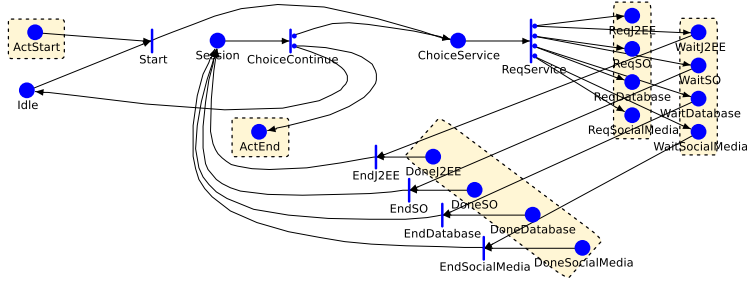 ActStart
Idle
Start
Session
ChoiceContinue
ActEnd
ChoiceService
ReqService
ReqJ2EE
ReqSO
ReqDatabase
ReqSocialMedia
WaitJ2EE
WaitSO
WaitDatabase
WaitSocialMedia
EndJ2EE
DoneJ2EE
EndSO
DoneSO
EndDatabase
DoneDatabase
EndSocialMedia
DoneSocialMedia